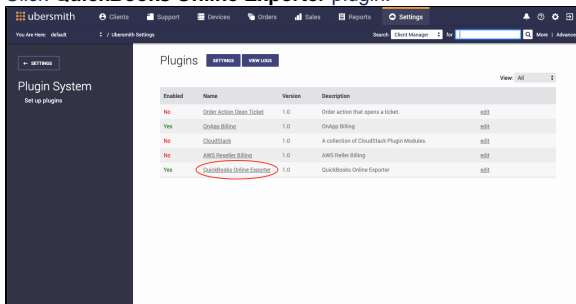 Click QuickBooks Online Exporter plugin.
ubersmith Clients Support Devices Orders Sales Reports Settings
You Are Here: default / Ubersmith Settings Search Client Manager for More | Advance
← SETTINGS
Plugin System
Set up plugins
Plugins SETTINGS VIEW LOGS
View: All
Enabled Name Version Description
No Order Action Open Ticket 1.0 Order action that opens a ticket. edit
Yes OnApp Billing 1.0 OnApp Billing edit
No CloudStack 1.0 A collection of CloudStack Plugin Modules. edit
No AWS Reseller Billing 1.0 AWS Reller Billing edit
Yes QuickBooks Online Exporter 1.0 QuickBooks Online Exporter edit